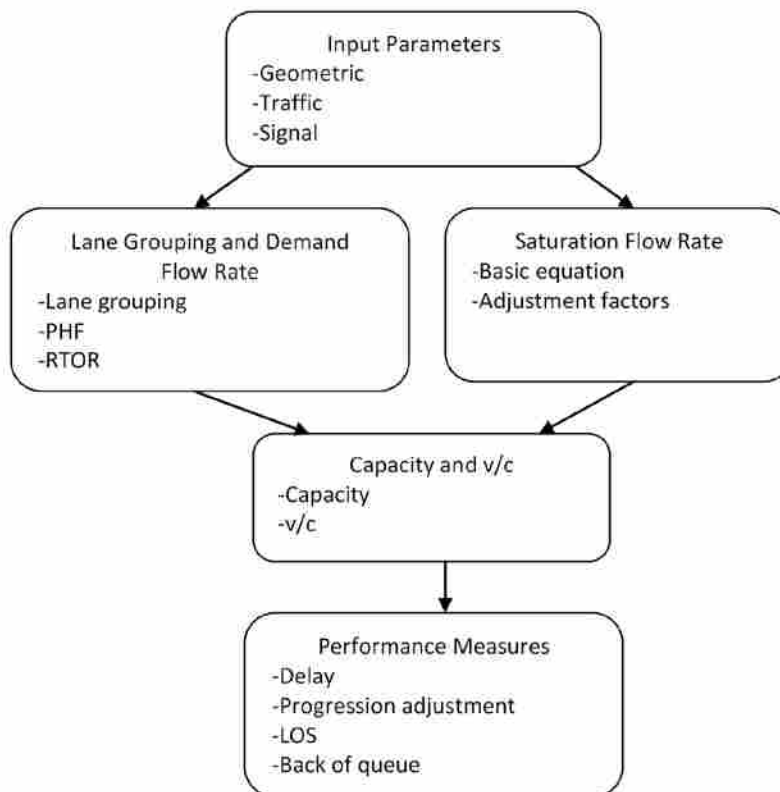 Input Parameters
-Geometric
-Traffic
-Signal
Lane Grouping and Demand
Flow Rate
-Lane grouping
-PHF
-RTOR
Saturation Flow Rate
-Basic equation
-Adjustment factors
Capacity and v/c
-Capacity
-v/c
Performance Measures
-Delay
-Progression adjustment
-LOS
-Back of queue